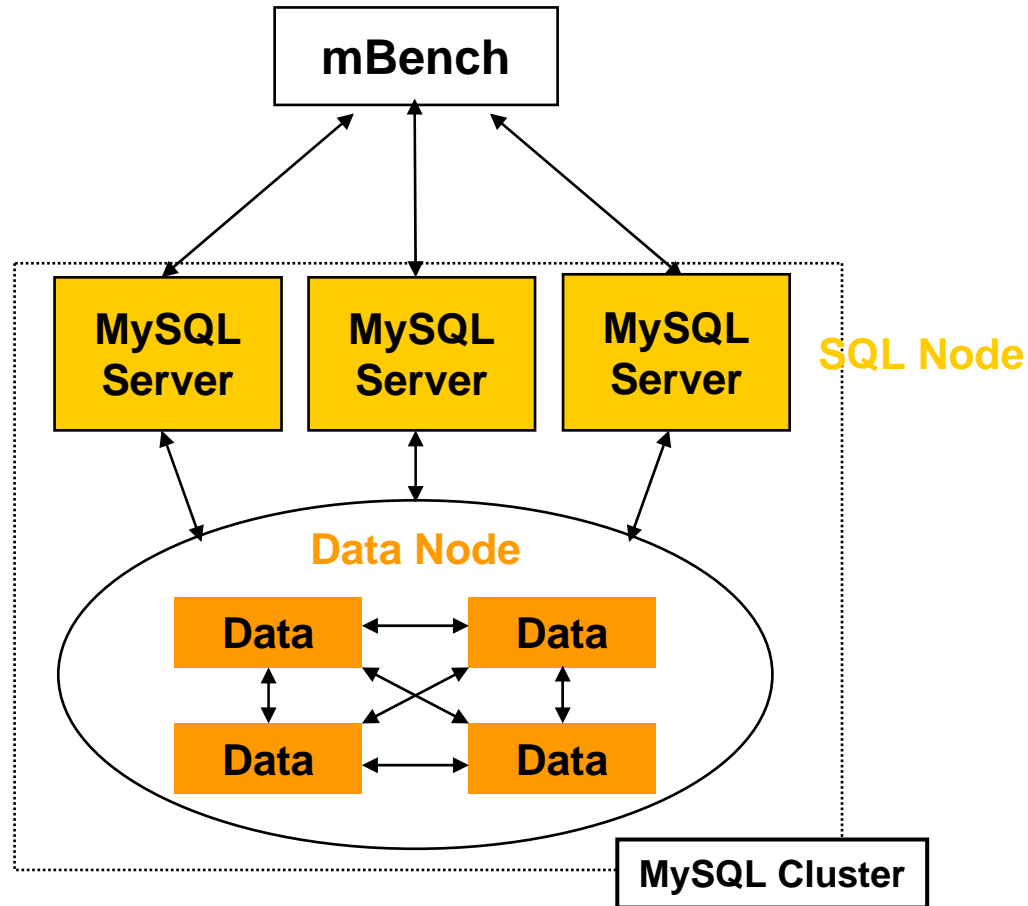 mBench
MySQL
Server
MySQL
Server
MySQL
Server
SQL Node
Data Node
Data
Data
Data
Data
MySQL Cluster